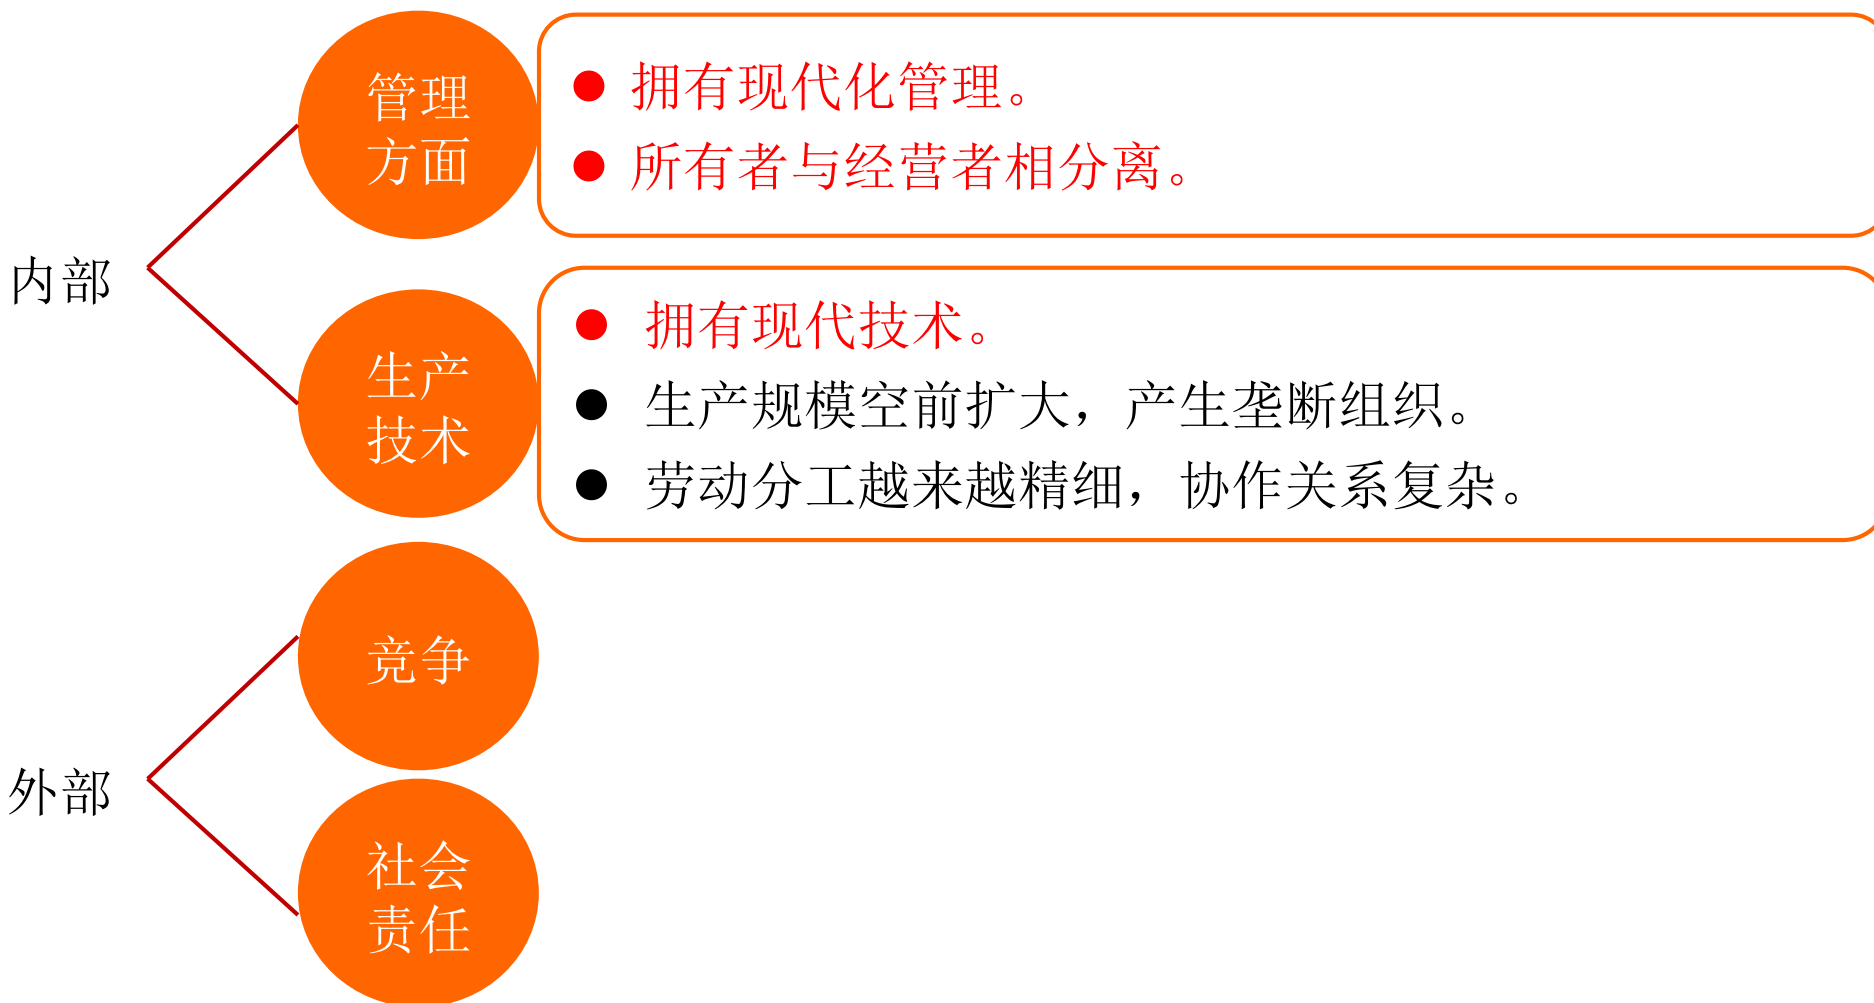 管理
方面
拥有现代化管理。
所有者与经营者相分离。
内部
生产
技术
拥有现代技术。
生产规模空前扩大，产生垄断组织。
劳动分工越来越精细，协作关系复杂。
竞争
外部
社会
责任